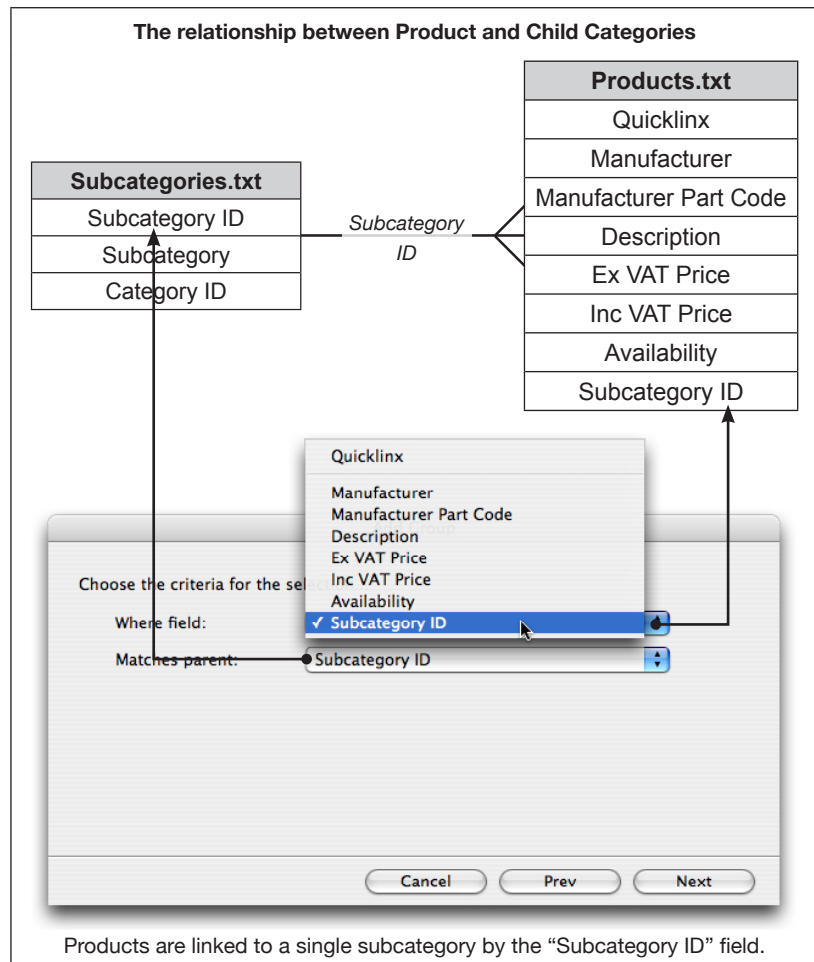 The relationship between Product and Child Categories
Products.txt
Quicklinx
Manufacturer
Manufacturer Part Code
Description
Ex VAT Price
Inc VAT Price
Availability
Subcategory ID
Subcategories.txt
Subcategory ID
Subcategory
Category ID
Subcategory
ID
Quicklinx
Manufacturer
Manufacturer Part Code
Description
Ex VAT Price
Inc VAT Price
Availability
✓ Subcategory ID
Group
Choose the criteria for the sel
Where field:
Matches parent:
Subcategory ID
Cancel
Prev
Next
Products are linked to a single subcategory by the “Subcategory ID” field.